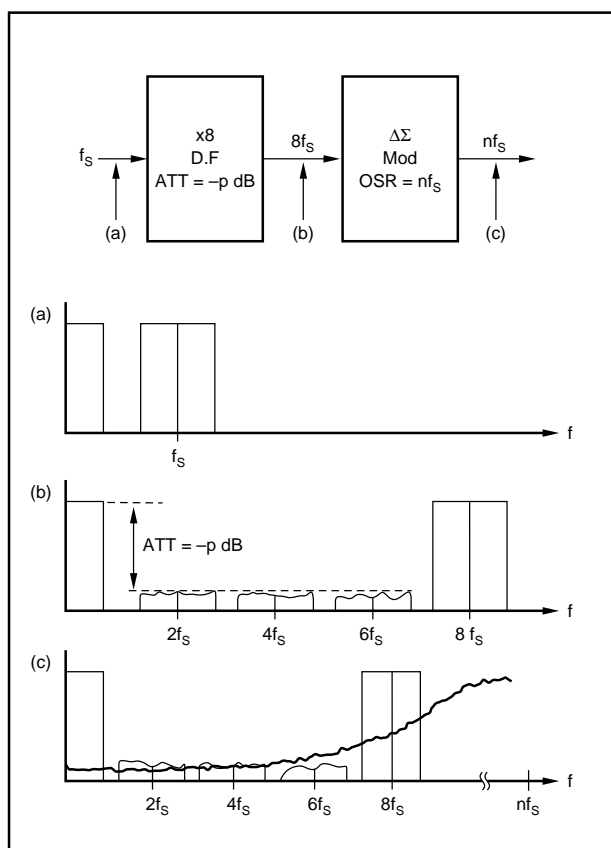 f_S
x8
D.F
ATT = –p dB
8f_S
ΔΣ
Mod
OSR = nf_S
nf_S
(a)
(b)
(c)
(a)
f
f_S
(b)
ATT = –p dB
f
2f_S
4f_S
6f_S
8 f_S
(c)
f
2f_S
4f_S
6f_S
8f_S
nf_S